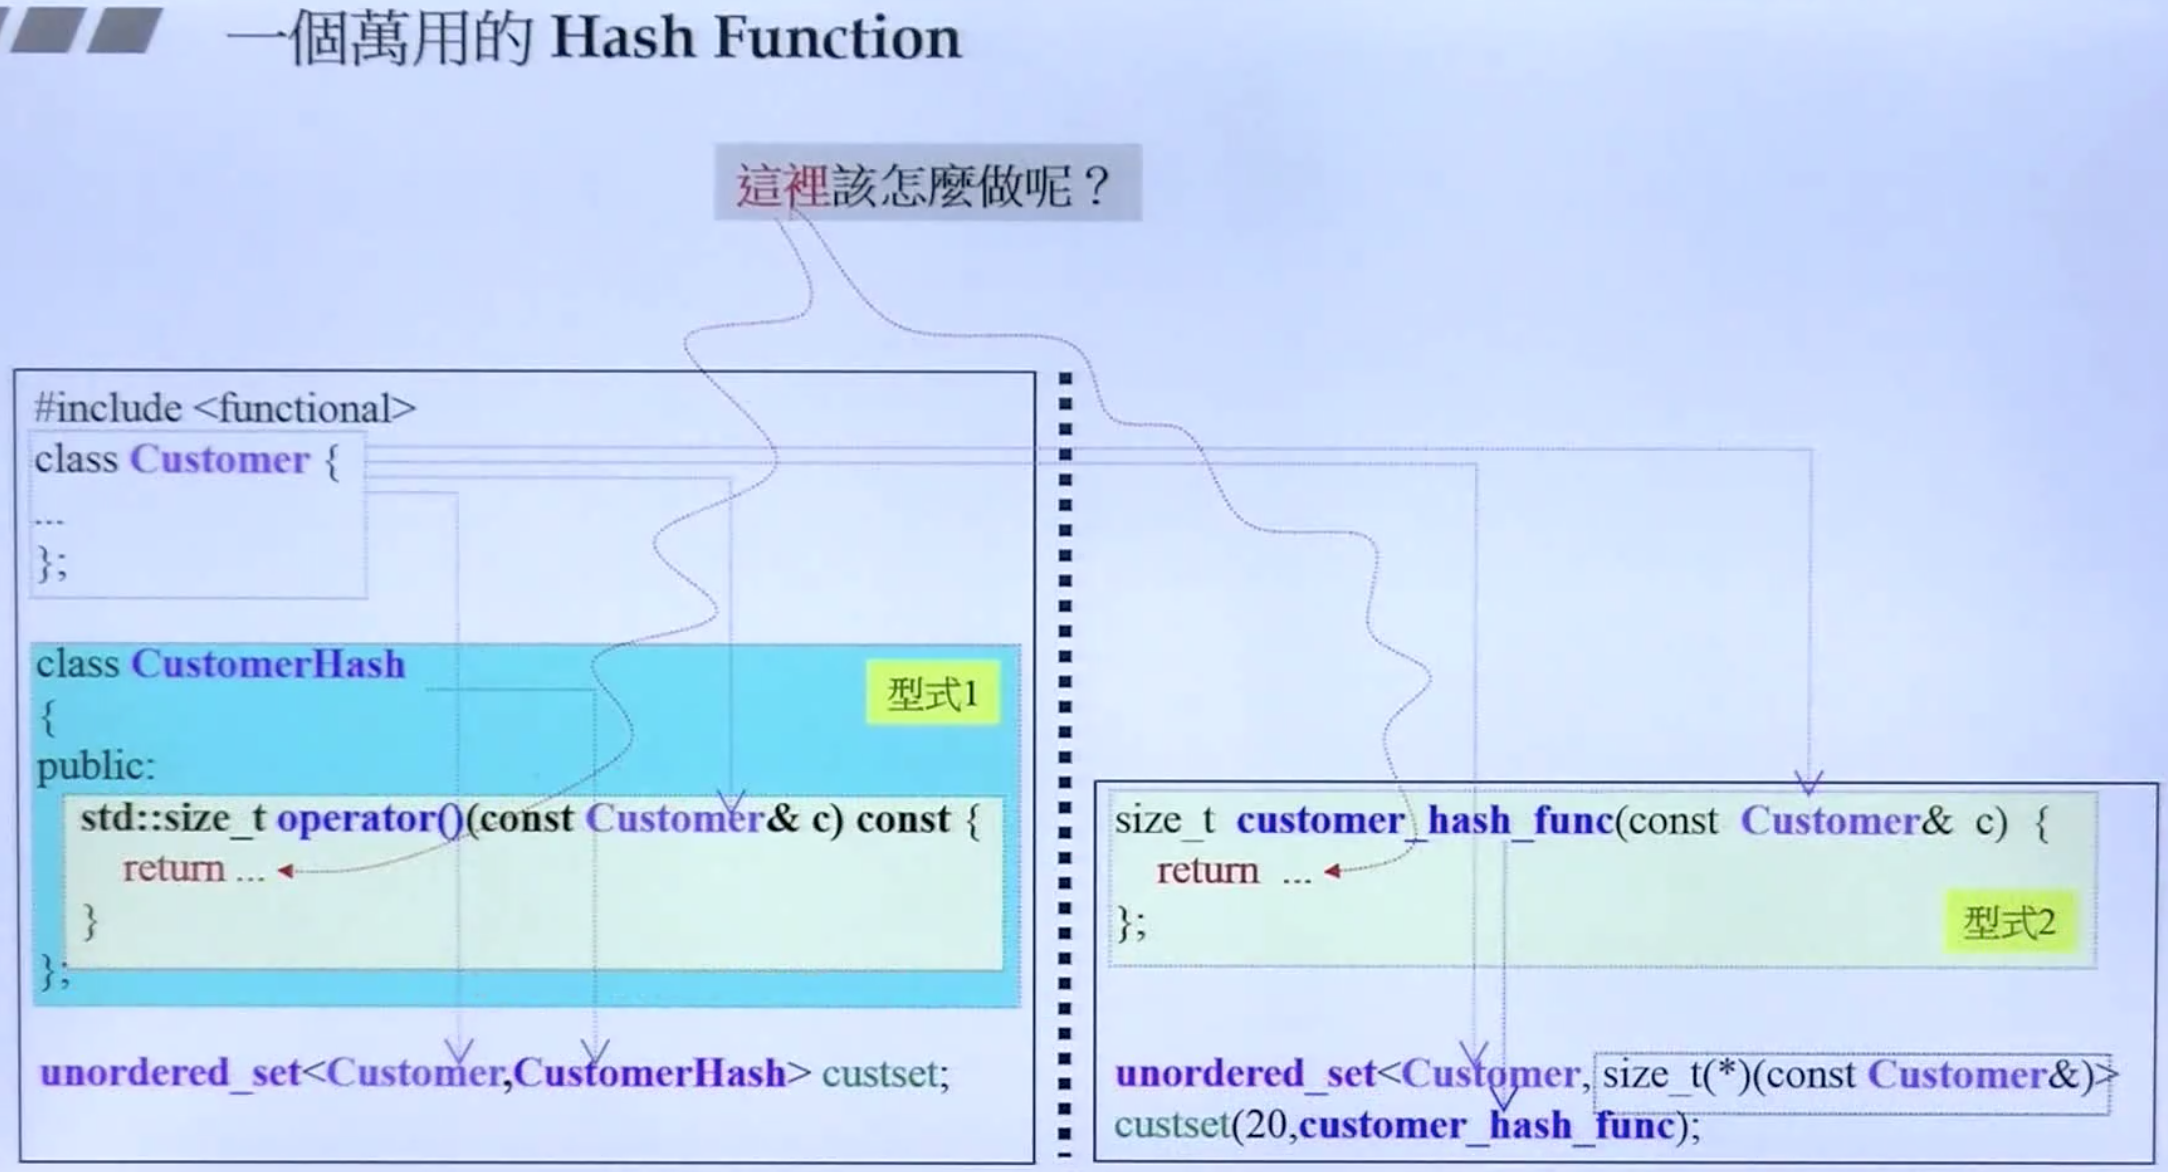 一個萬用的 Hash Function
這裡該怎麼做呢？
#include <functional>
class Customer {
...
};
class CustomerHash
型式1
{
public:
std::size_t operator()(const Customer& c) const {
return ...
}
};
unordered_set<Customer,CustomerHash> custset;
size_t customer_hash_func(const Customer& c) {
return ...
};
型式2
unordered_set<Customer, size_t(*)(const Customer&)>
custset(20,customer_hash_func);